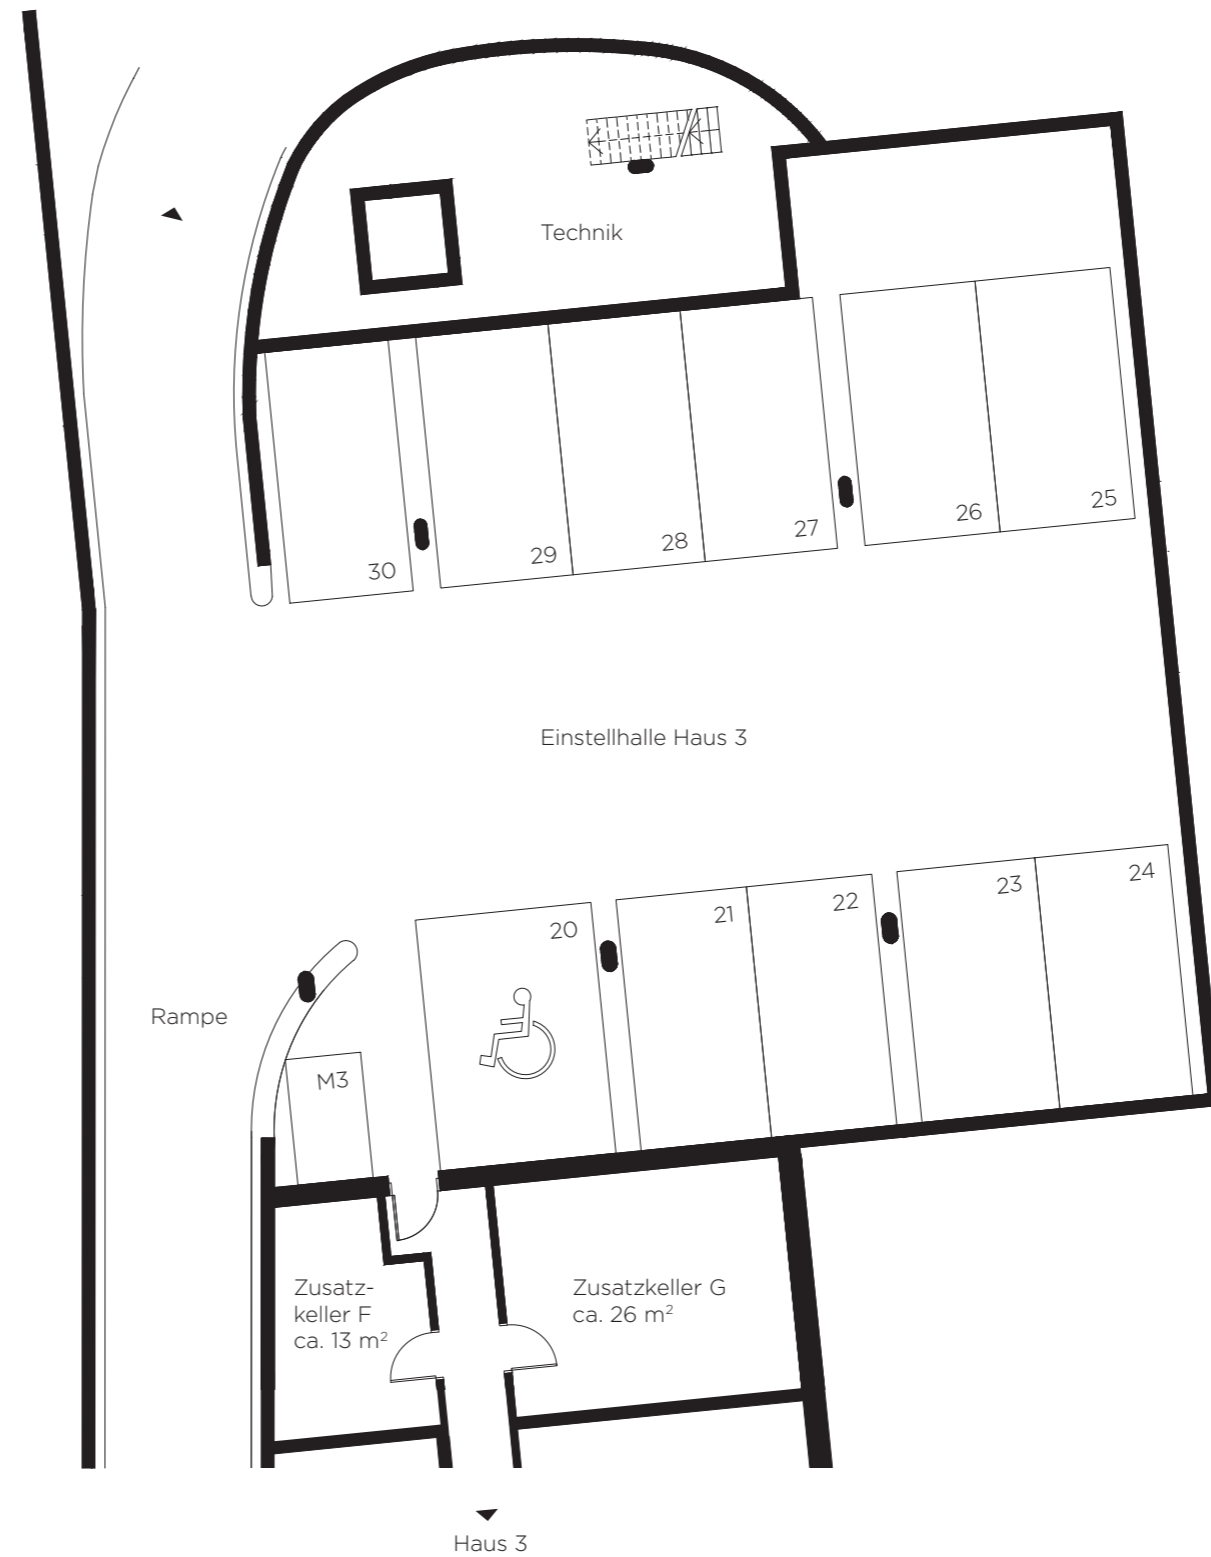 Technik
25
26
27
28
29
30
Einstellhalle Haus 3
24
23
22
21
20
Rampe
M3
Zusatz-
keller F
ca. 13 m²
Zusatzkeller G
ca. 26 m²
Haus 3